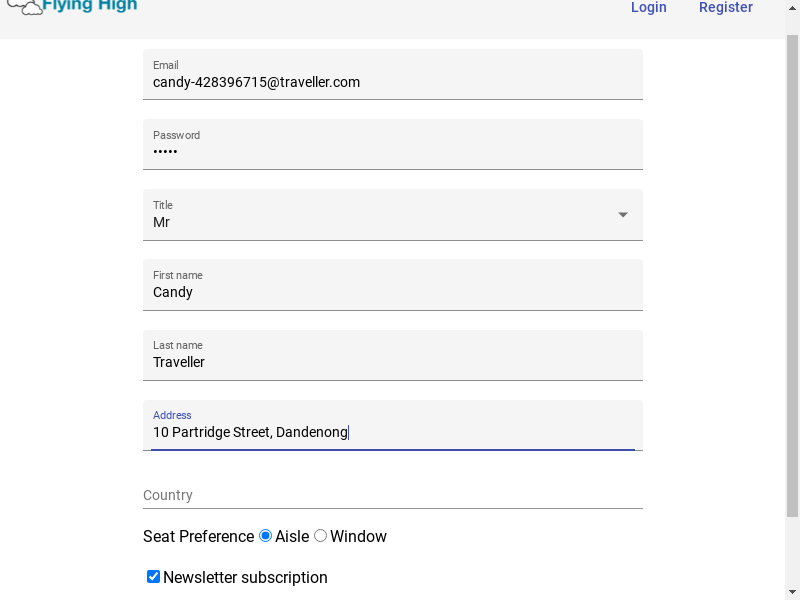 Flying High
Login Register
Email
candy-428396715@traveller.com
Password
•••••
Title
Mr
First name
Candy
Last name
Traveller
Address
10 Partridge Street, Dandenong
Country
Seat Preference Aisle Window
Newsletter subscription